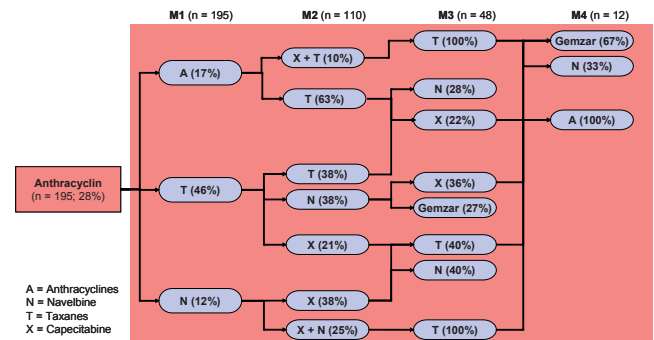 M1 (n = 195) M2 (n = 110) M3 (n = 48) M4 (n = 12)
T (100%) Gemzar (67%)
X + T (10%)
A (17%) N (33%)
N (28%)
T (63%)
X (22%) A (100%)
T (38%)
Anthracyclin
(n = 195; 28%)
T (46%) X (36%)
N (38%)
Gemzar (27%)
X (21%) T (40%)
N (40%)
A = Anthracyclines
N = Navelbine
T = Taxanes
X = Capecitabine
N (12%) X (38%)
X + N (25%) T (100%)